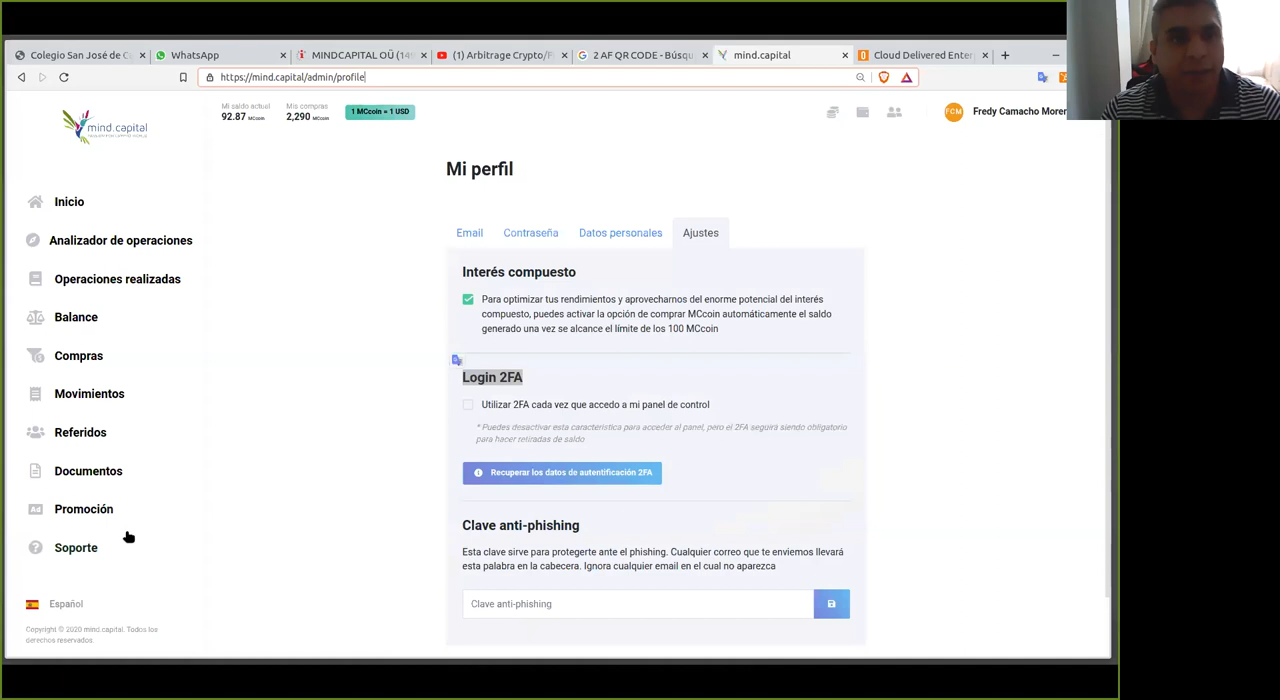 Colegio San José de C
WhatsApp
MINDCAPITAL OÜ (14
(1) Arbitrage Crypto/F
2 AF QR CODE - Búsqu
mind.capital
Cloud Delivered Enter
https://mind.capital/admin/profile
mind.capital
Mi saldo actual
92.87 MCcoin
Mis compras
2,290 MCcoin
1 MCcoin = 1 USD
FCM
Fredy Camacho Moren
Inicio
Analizador de operaciones
Operaciones realizadas
Balance
Compras
Movimientos
Referidos
Documentos
Ad
Promoción
Soporte
Español
Copyright © 2020 mind.capital. Todos los
derechos reservados.
Mi perfil
Email
Contraseña
Datos personales
Ajustes
Interés compuesto
Para optimizar tus rendimientos y aprovecharnos del enorme potencial del interés
compuesto, puedes activar la opción de comprar MCcoin automáticamente el saldo
generado una vez se alcance el límite de los 100 MCcoin
Login 2FA
Utilizar 2FA cada vez que accedo a mi panel de control
* Puedes desactivar esta característica para acceder al panel, pero el 2FA seguirá siendo obligatorio
para hacer retiradas de saldo
Recuperar los datos de autentificación 2FA
Clave anti-phishing
Esta clave sirve para protegerte ante el phishing. Cualquier correo que te enviemos llevará
esta palabra en la cabecera. Ignora cualquier email en el cual no aparezca
Clave anti-phishing